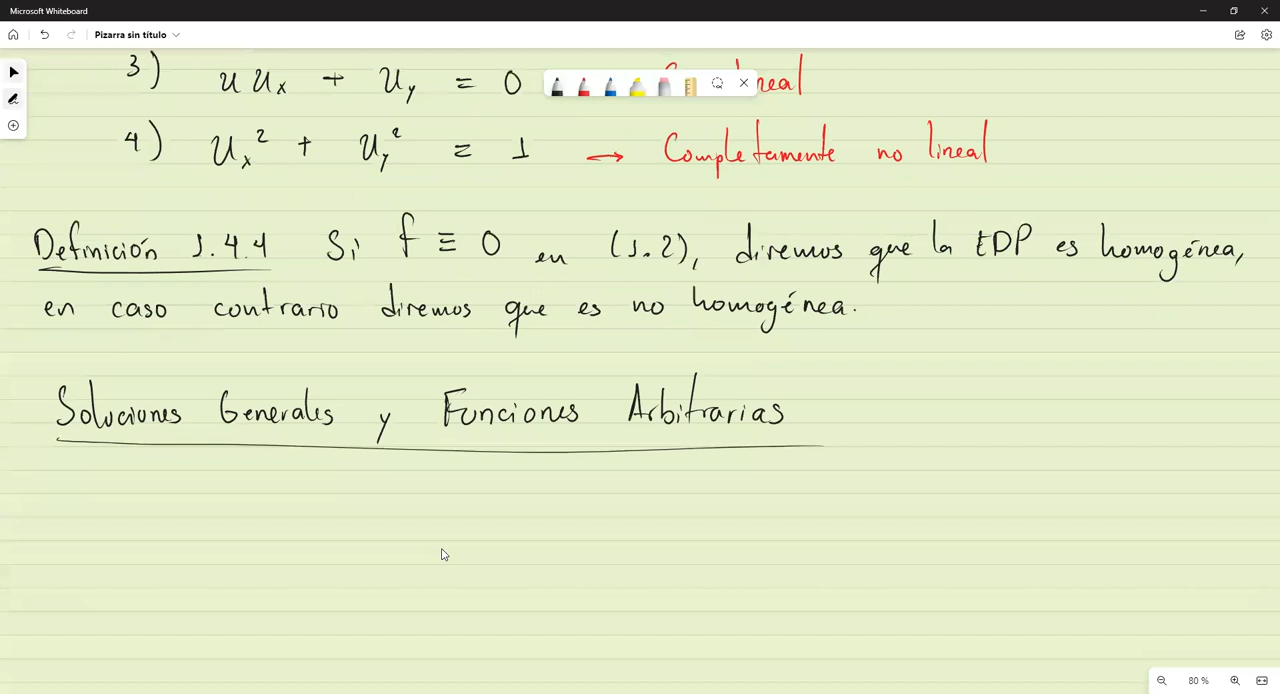 Microsoft Whiteboard
Pizarra sin título
3) u u_x + u_y = 0 lineal
4) u_x² + u_y² = 1 → Completamente no lineal
Definición 1.4.4 Si f ≡ 0 en (1.2), diremos que la EDP es homogénea,
en caso contrario diremos que es no homogénea.
Soluciones Generales y Funciones Arbitrarias
80 %